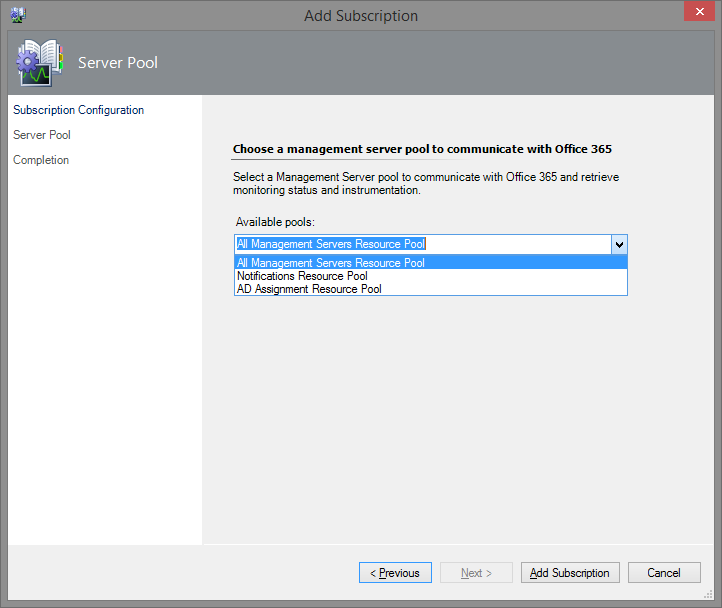 Add Subscription
Server Pool
Subscription Configuration
Server Pool
Completion
Choose a management server pool to communicate with Office 365
Select a Management Server pool to communicate with Office 365 and retrieve
monitoring status and instrumentation.
Available pools:
All Management Servers Resource Pool
All Management Servers Resource Pool
Notifications Resource Pool
AD Assignment Resource Pool
< Previous
Next >
Add Subscription
Cancel